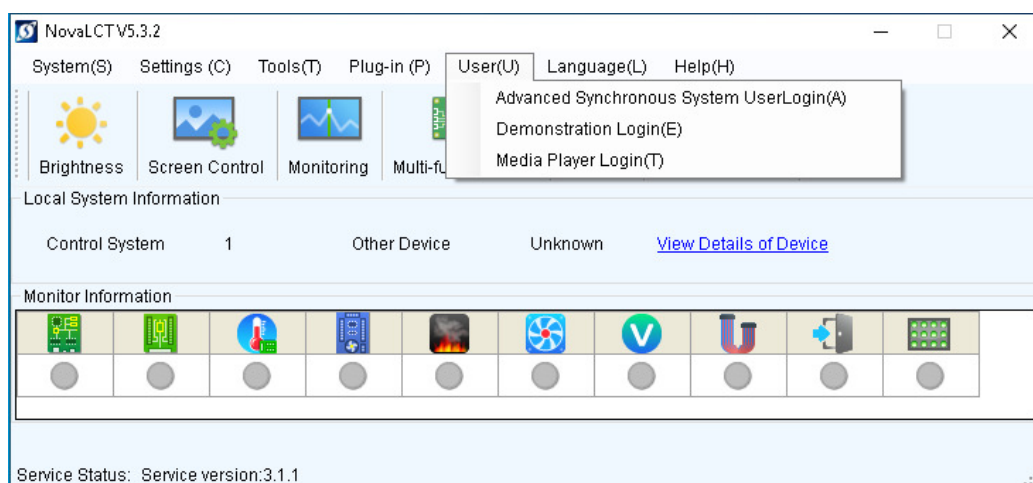 NovaLCT V5.3.2
System(S) Settings (C) Tools(T) Plug-in (P) User(U) Language(L) Help(H)
Advanced Synchronous System UserLogin(A)
Demonstration Login(E)
Media Player Login(T)
Brightness Screen Control Monitoring
Local System Information
Control System 1 Other Device Unknown View Details of Device
Monitor Information
Service Status: Service version:3.1.1